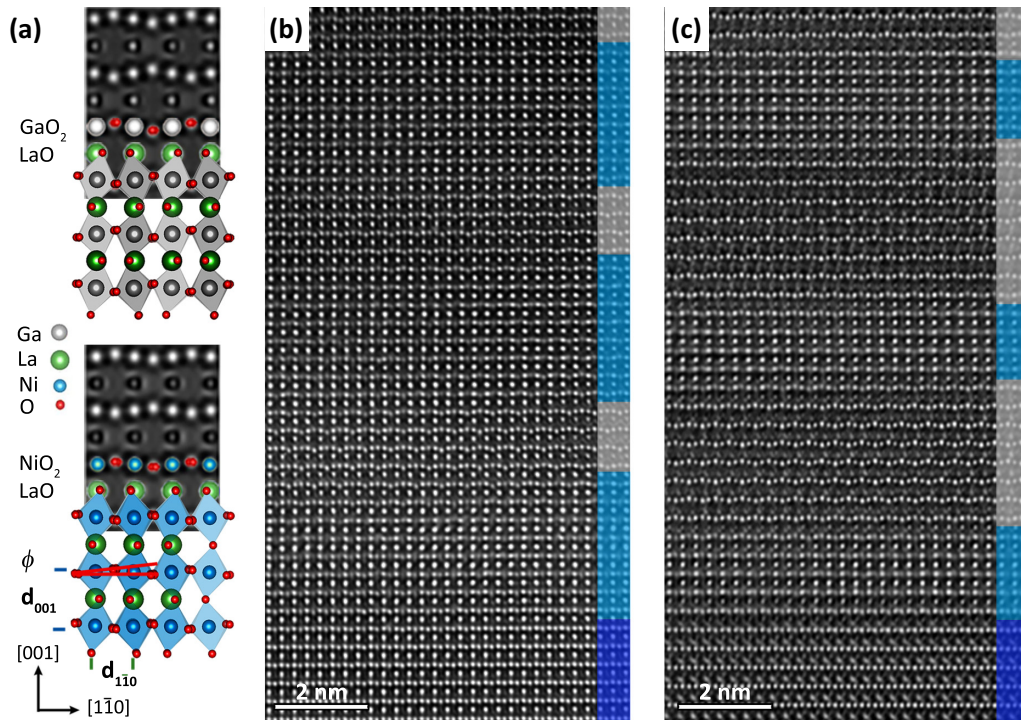 (a)
GaO₂
LaO
Ga
La
Ni
O
NiO₂
LaO
ϕ
d₀₀₁
[001]
d₁₁̅₀
[11̅0]
(b)
2 nm
(c)
2 nm